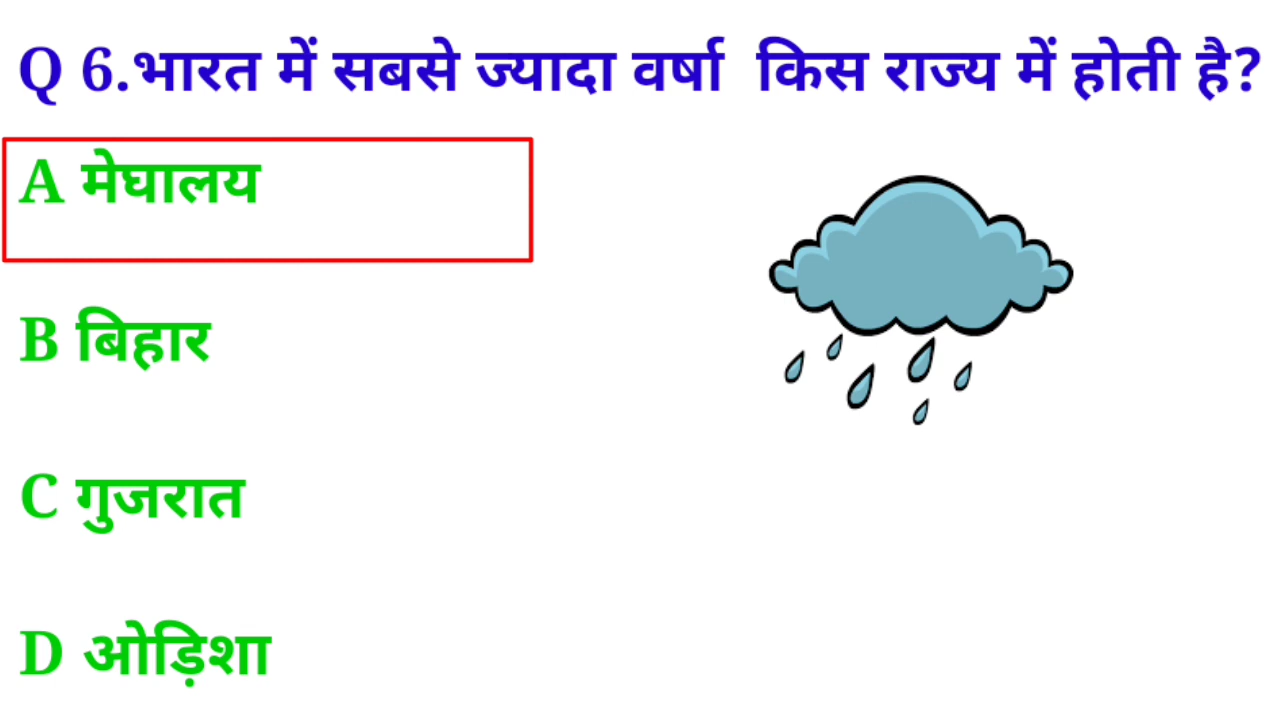 Q 6.भारत में सबसे ज्यादा वर्षा  किस राज्य में होती है?
A मेघालय
B बिहार
C गुजरात
D ओड़िशा